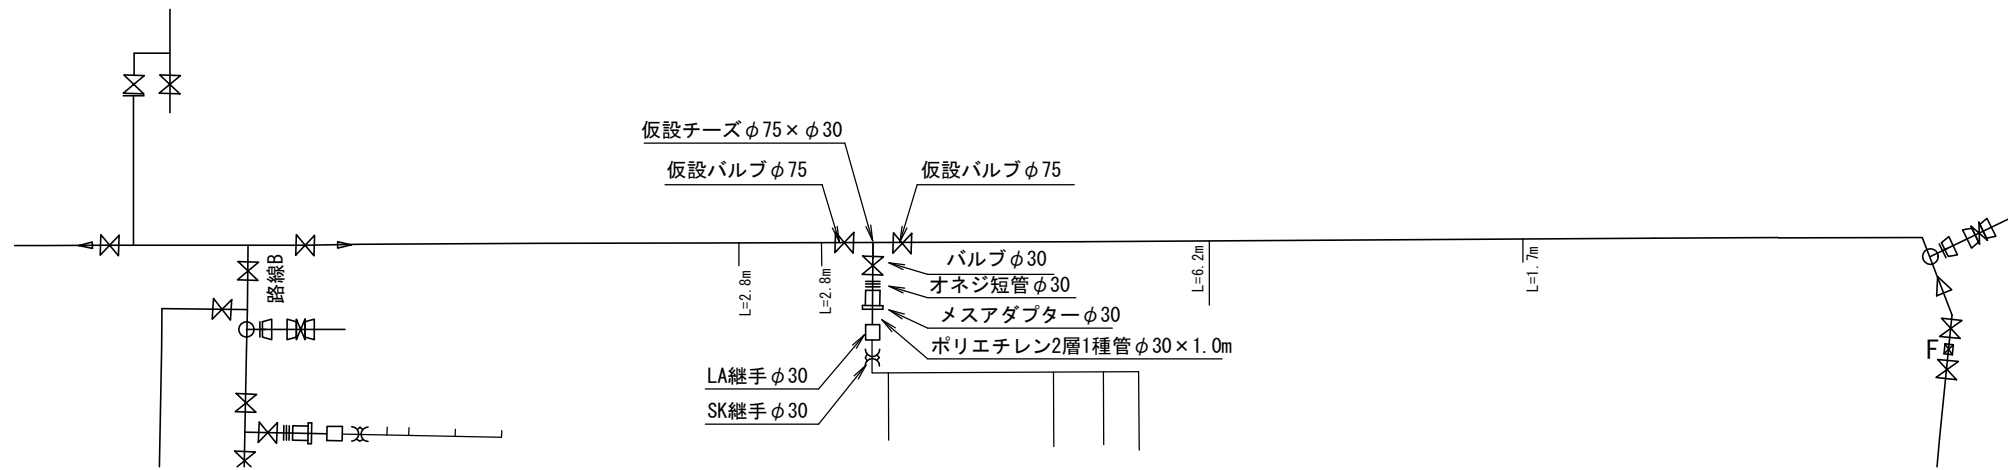 仮設チーズφ75×φ30
仮設バルブφ75
仮設バルブφ75
路線B
バルブφ30
オネジ短管φ30
メスアダプターφ30
ポリエチレン2層1種管φ30×1.0m
LA継手φ30
SK継手φ30
L=2.8m
L=2.8m
L=6.2m
L=1.7m
F